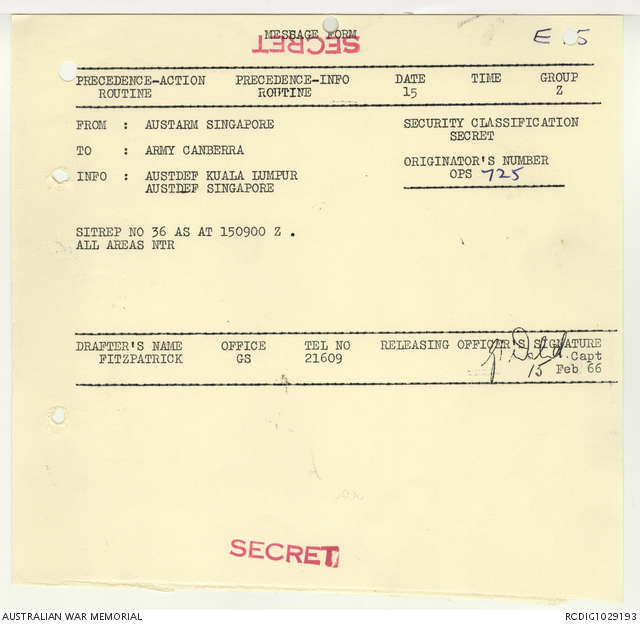 MESSAGE FORM
SECRET
E 5
PRECEDENCE-ACTION PRECEDENCE-INFO DATE TIME GROUP
ROUTINE ROUTINE 15 Z
FROM : AUSTARM SINGAPORE SECURITY CLASSIFICATION
SECRET
TO : ARMY CANBERRA
ORIGINATOR'S NUMBER
INFO : AUSTDEF KUALA LUMPUR OPS 725
AUSTDEF SINGAPORE
SITREP NO 36 AS AT 150900 Z .
ALL AREAS NTR
DRAFTER'S NAME OFFICE TEL NO RELEASING OFFICER'S SIGNATURE
FITZPATRICK GS 21609 Capt
15 Feb 66
SECRET
AUSTRALIAN WAR MEMORIAL RCDIG1029193